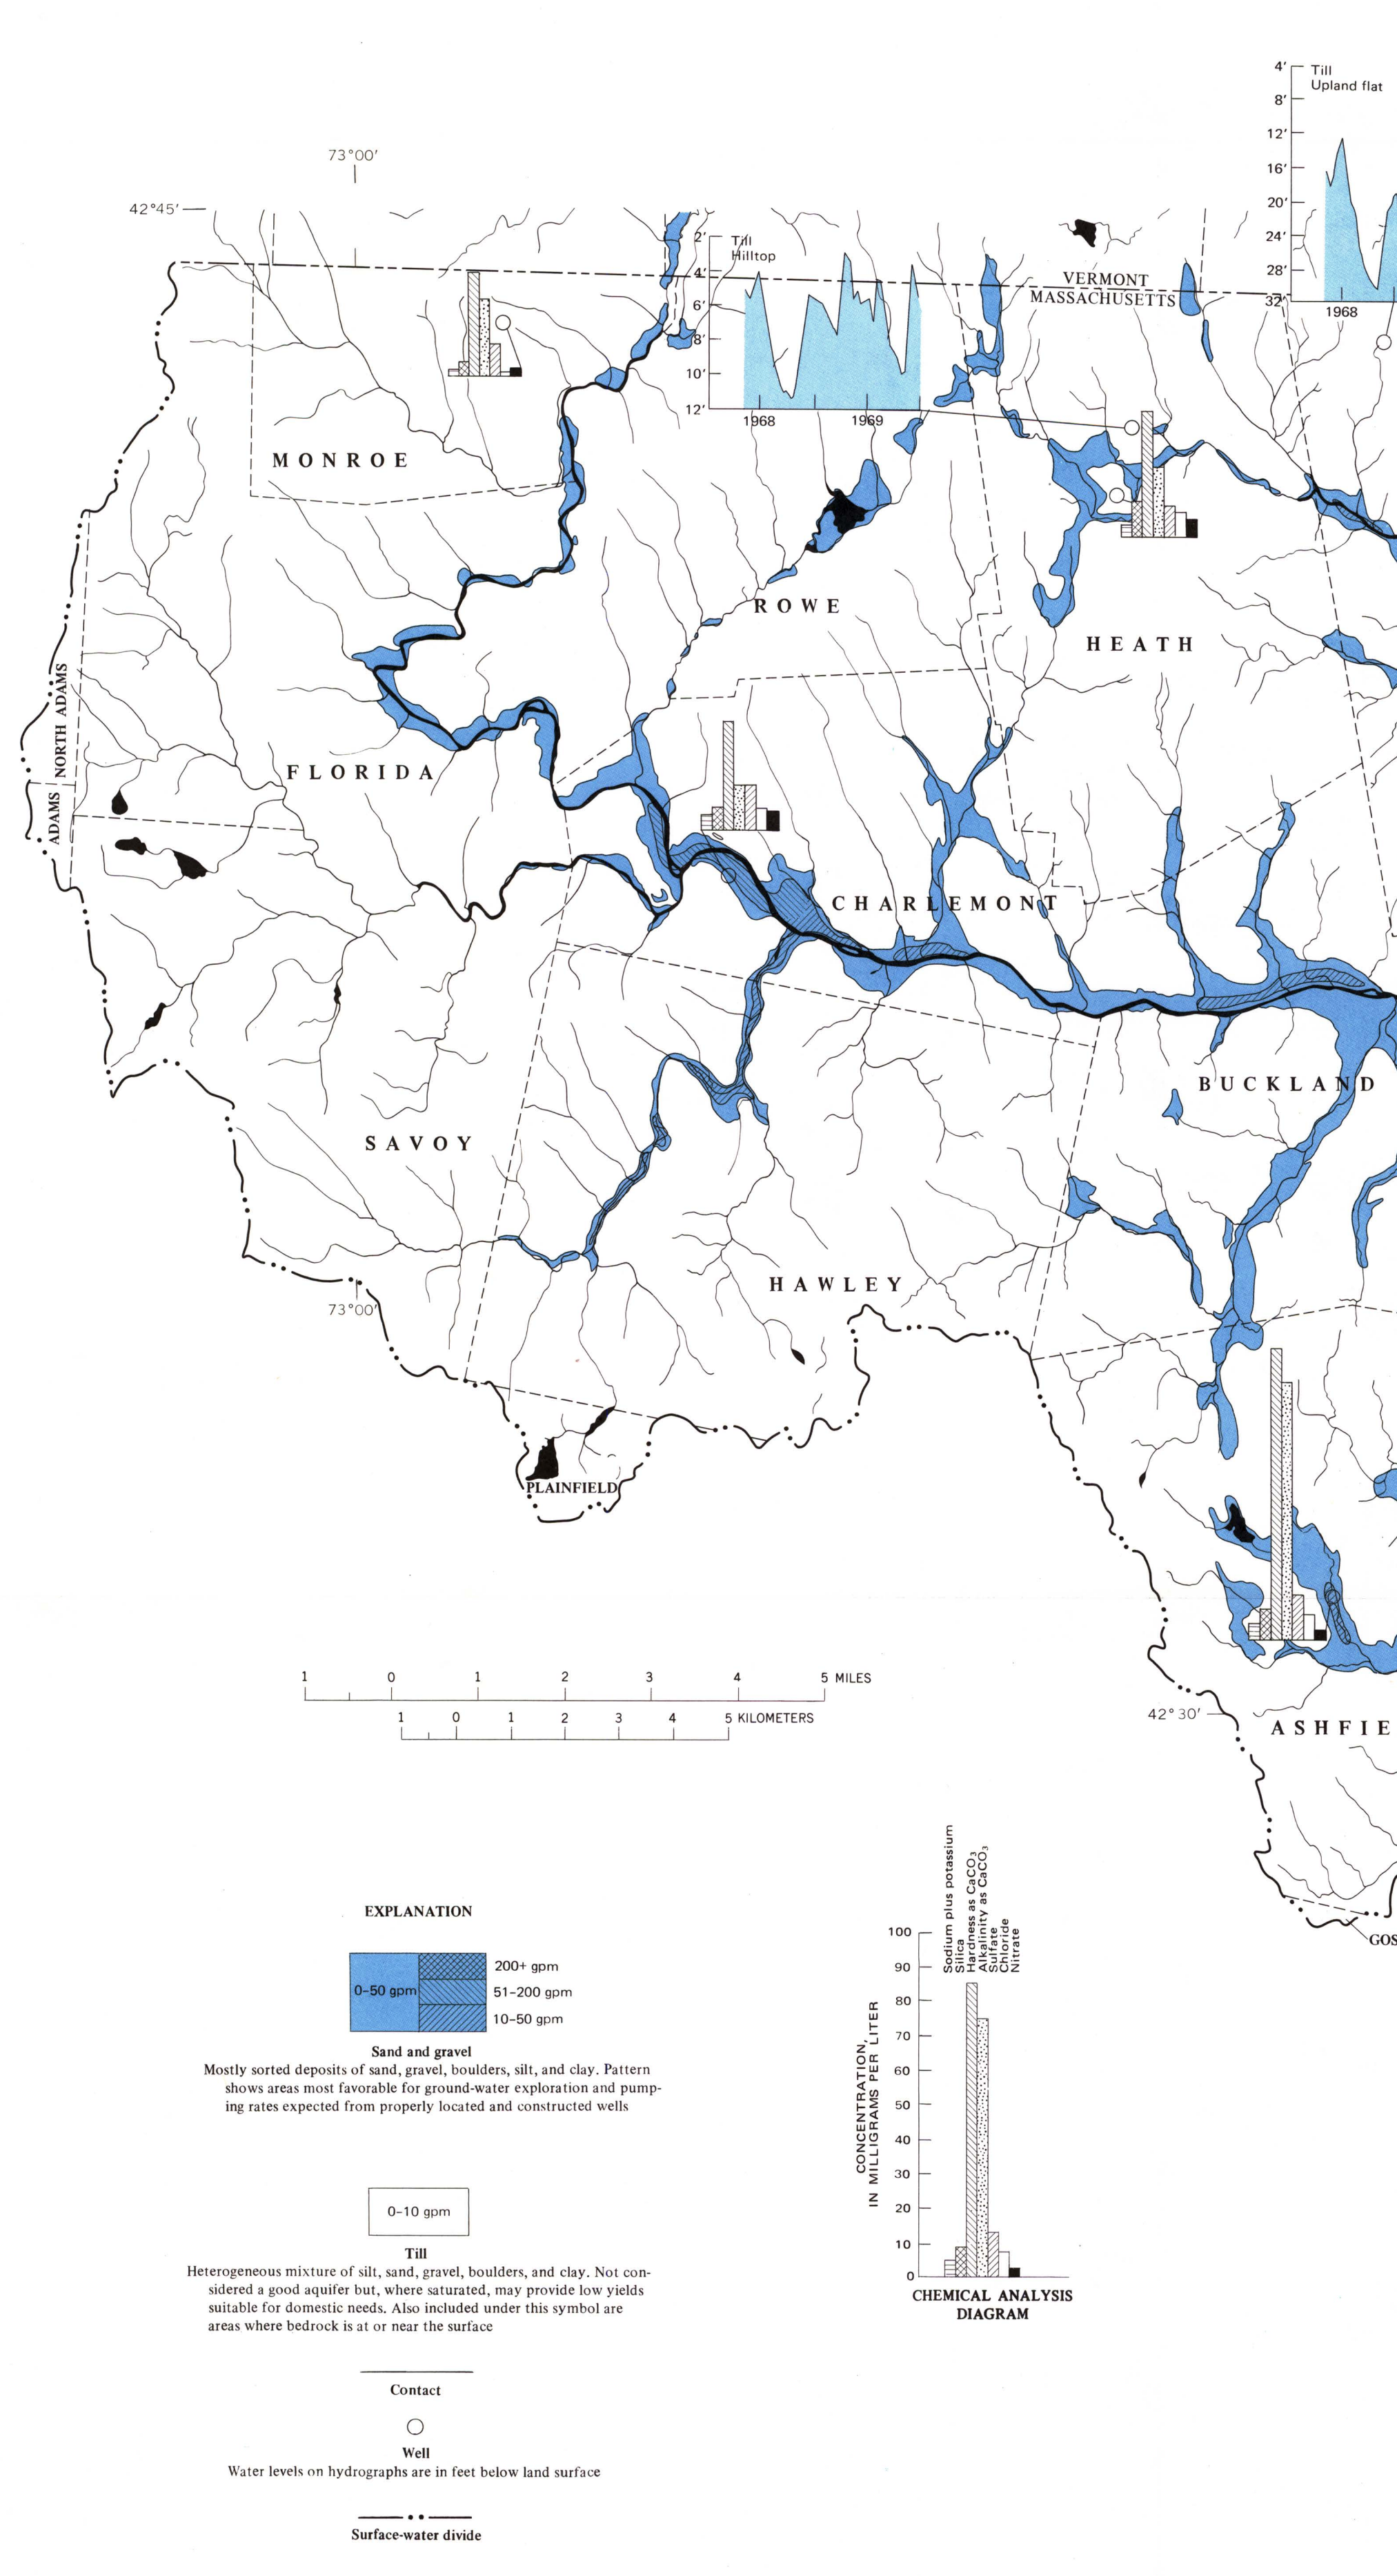 4'
Till
Upland flat
8'
12'
16'
20'
24'
28'
32'
1968
73°00'
42°45'
2'
Till
Hilltop
4'
6'
8'
10'
12'
1968
1969
VERMONT
MASSACHUSETTS
MONROE
ROWE
HEATH
NORTH ADAMS
ADAMS
FLORIDA
CHARLEMONT
BUCKLAND
SAVOY
HAWLEY
73°00'
PLAINFIELD
1 0 1 2 3 4 5 MILES
1 0 1 2 3 4 5 KILOMETERS
42°30'
ASHFIE
GOS
EXPLANATION
0-50 gpm
200+ gpm
51-200 gpm
10-50 gpm
Sand and gravel
Mostly sorted deposits of sand, gravel, boulders, silt, and clay. Pattern
shows areas most favorable for ground-water exploration and pump-
ing rates expected from properly located and constructed wells
0-10 gpm
Till
Heterogeneous mixture of silt, sand, gravel, boulders, and clay. Not con-
sidered a good aquifer but, where saturated, may provide low yields
suitable for domestic needs. Also included under this symbol are
areas where bedrock is at or near the surface
Contact
Well
Water levels on hydrographs are in feet below land surface
Surface-water divide
Sodium plus potassium
Silica
Hardness as CaCO₃
Alkalinity as CaCO₃
Sulfate
Chloride
Nitrate
CONCENTRATION,
IN MILLIGRAMS PER LITER
100
90
80
70
60
50
40
30
20
10
0
CHEMICAL ANALYSIS
DIAGRAM